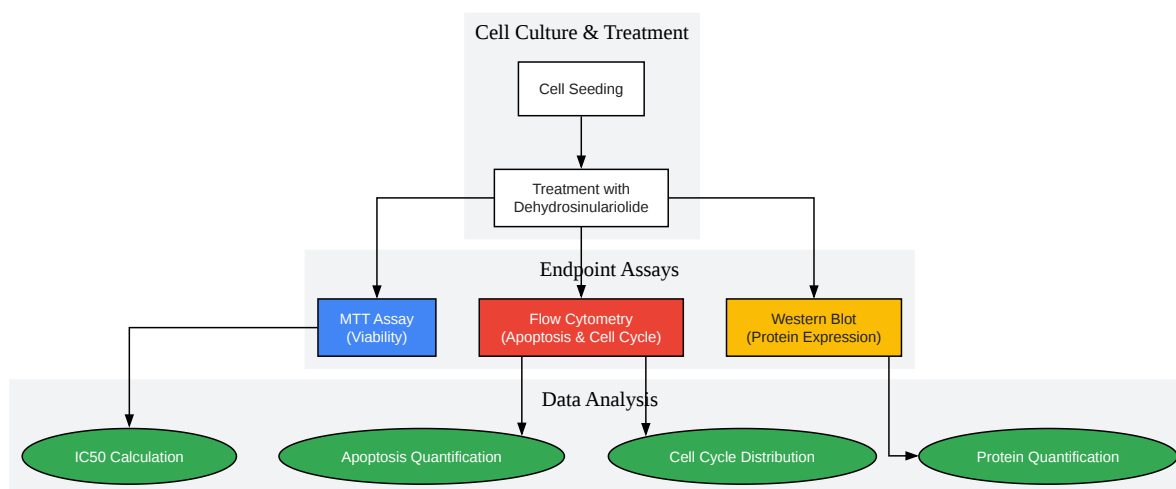 Cell Culture & Treatment
Cell Seeding
Treatment with
Dehydrosinulariolide
Endpoint Assays
MTT Assay
(Viability)
Flow Cytometry
(Apoptosis & Cell Cycle)
Western Blot
(Protein Expression)
Data Analysis
IC50 Calculation
Apoptosis Quantification
Cell Cycle Distribution
Protein Quantification